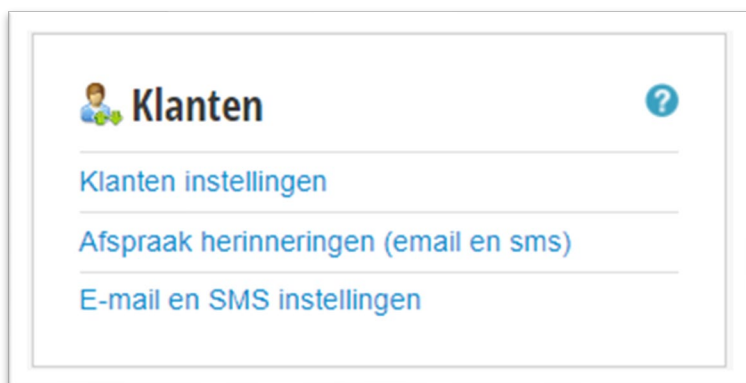 Klanten
Klanten instellingen
Afspraak herinneringen (email en sms)
E-mail en SMS instellingen